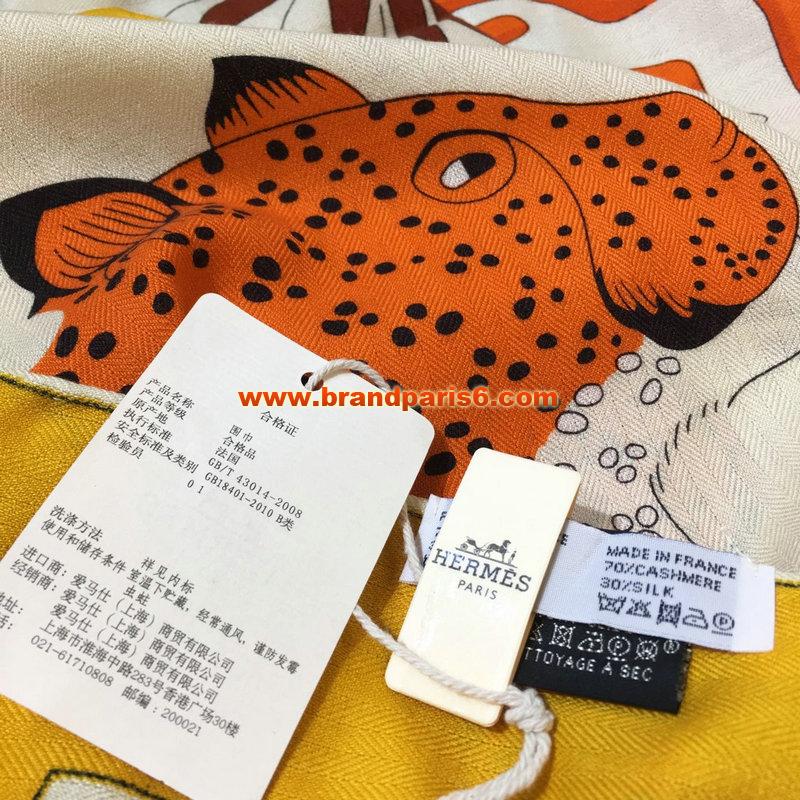 www.brandparis6.com
合格证
产品名称 围巾
产品等级 合格品
原产地 法国
执行标准 GB/T 43014-2008
安全标准及类别 GB18401-2010 B类
检验员 01
洗涤方法 祥见内标
使用和储存条件 室温下贮藏，经常通风，谨防发霉
虫蛀
进口商：爱马仕（上海）商贸有限公司
经销商：爱马仕（上海）商贸有限公司
地址：上海市淮海中路283号香港广场30楼
021-61710808 邮编：200021
HERMÈS
PARIS
MADE IN FRANCE
70%CASHMERE
30%SILK
TTOYAGE À SEC